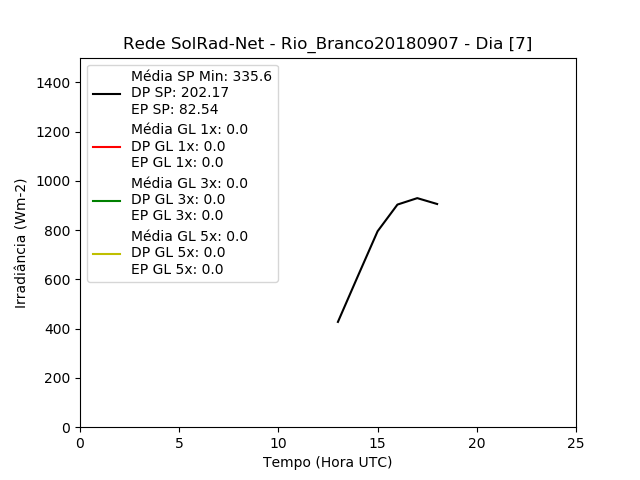 Rede SolRad-Net - Rio_Branco20180907 - Dia [7]
Média SP Min: 335.6
DP SP: 202.17
EP SP: 82.54
Média GL 1x: 0.0
DP GL 1x: 0.0
EP GL 1x: 0.0
Média GL 3x: 0.0
DP GL 3x: 0.0
EP GL 3x: 0.0
Média GL 5x: 0.0
DP GL 5x: 0.0
EP GL 5x: 0.0
Irradiância (Wm-2)
1400
1200
1000
800
600
400
200
0
0 5 10 15 20 25
Tempo (Hora UTC)